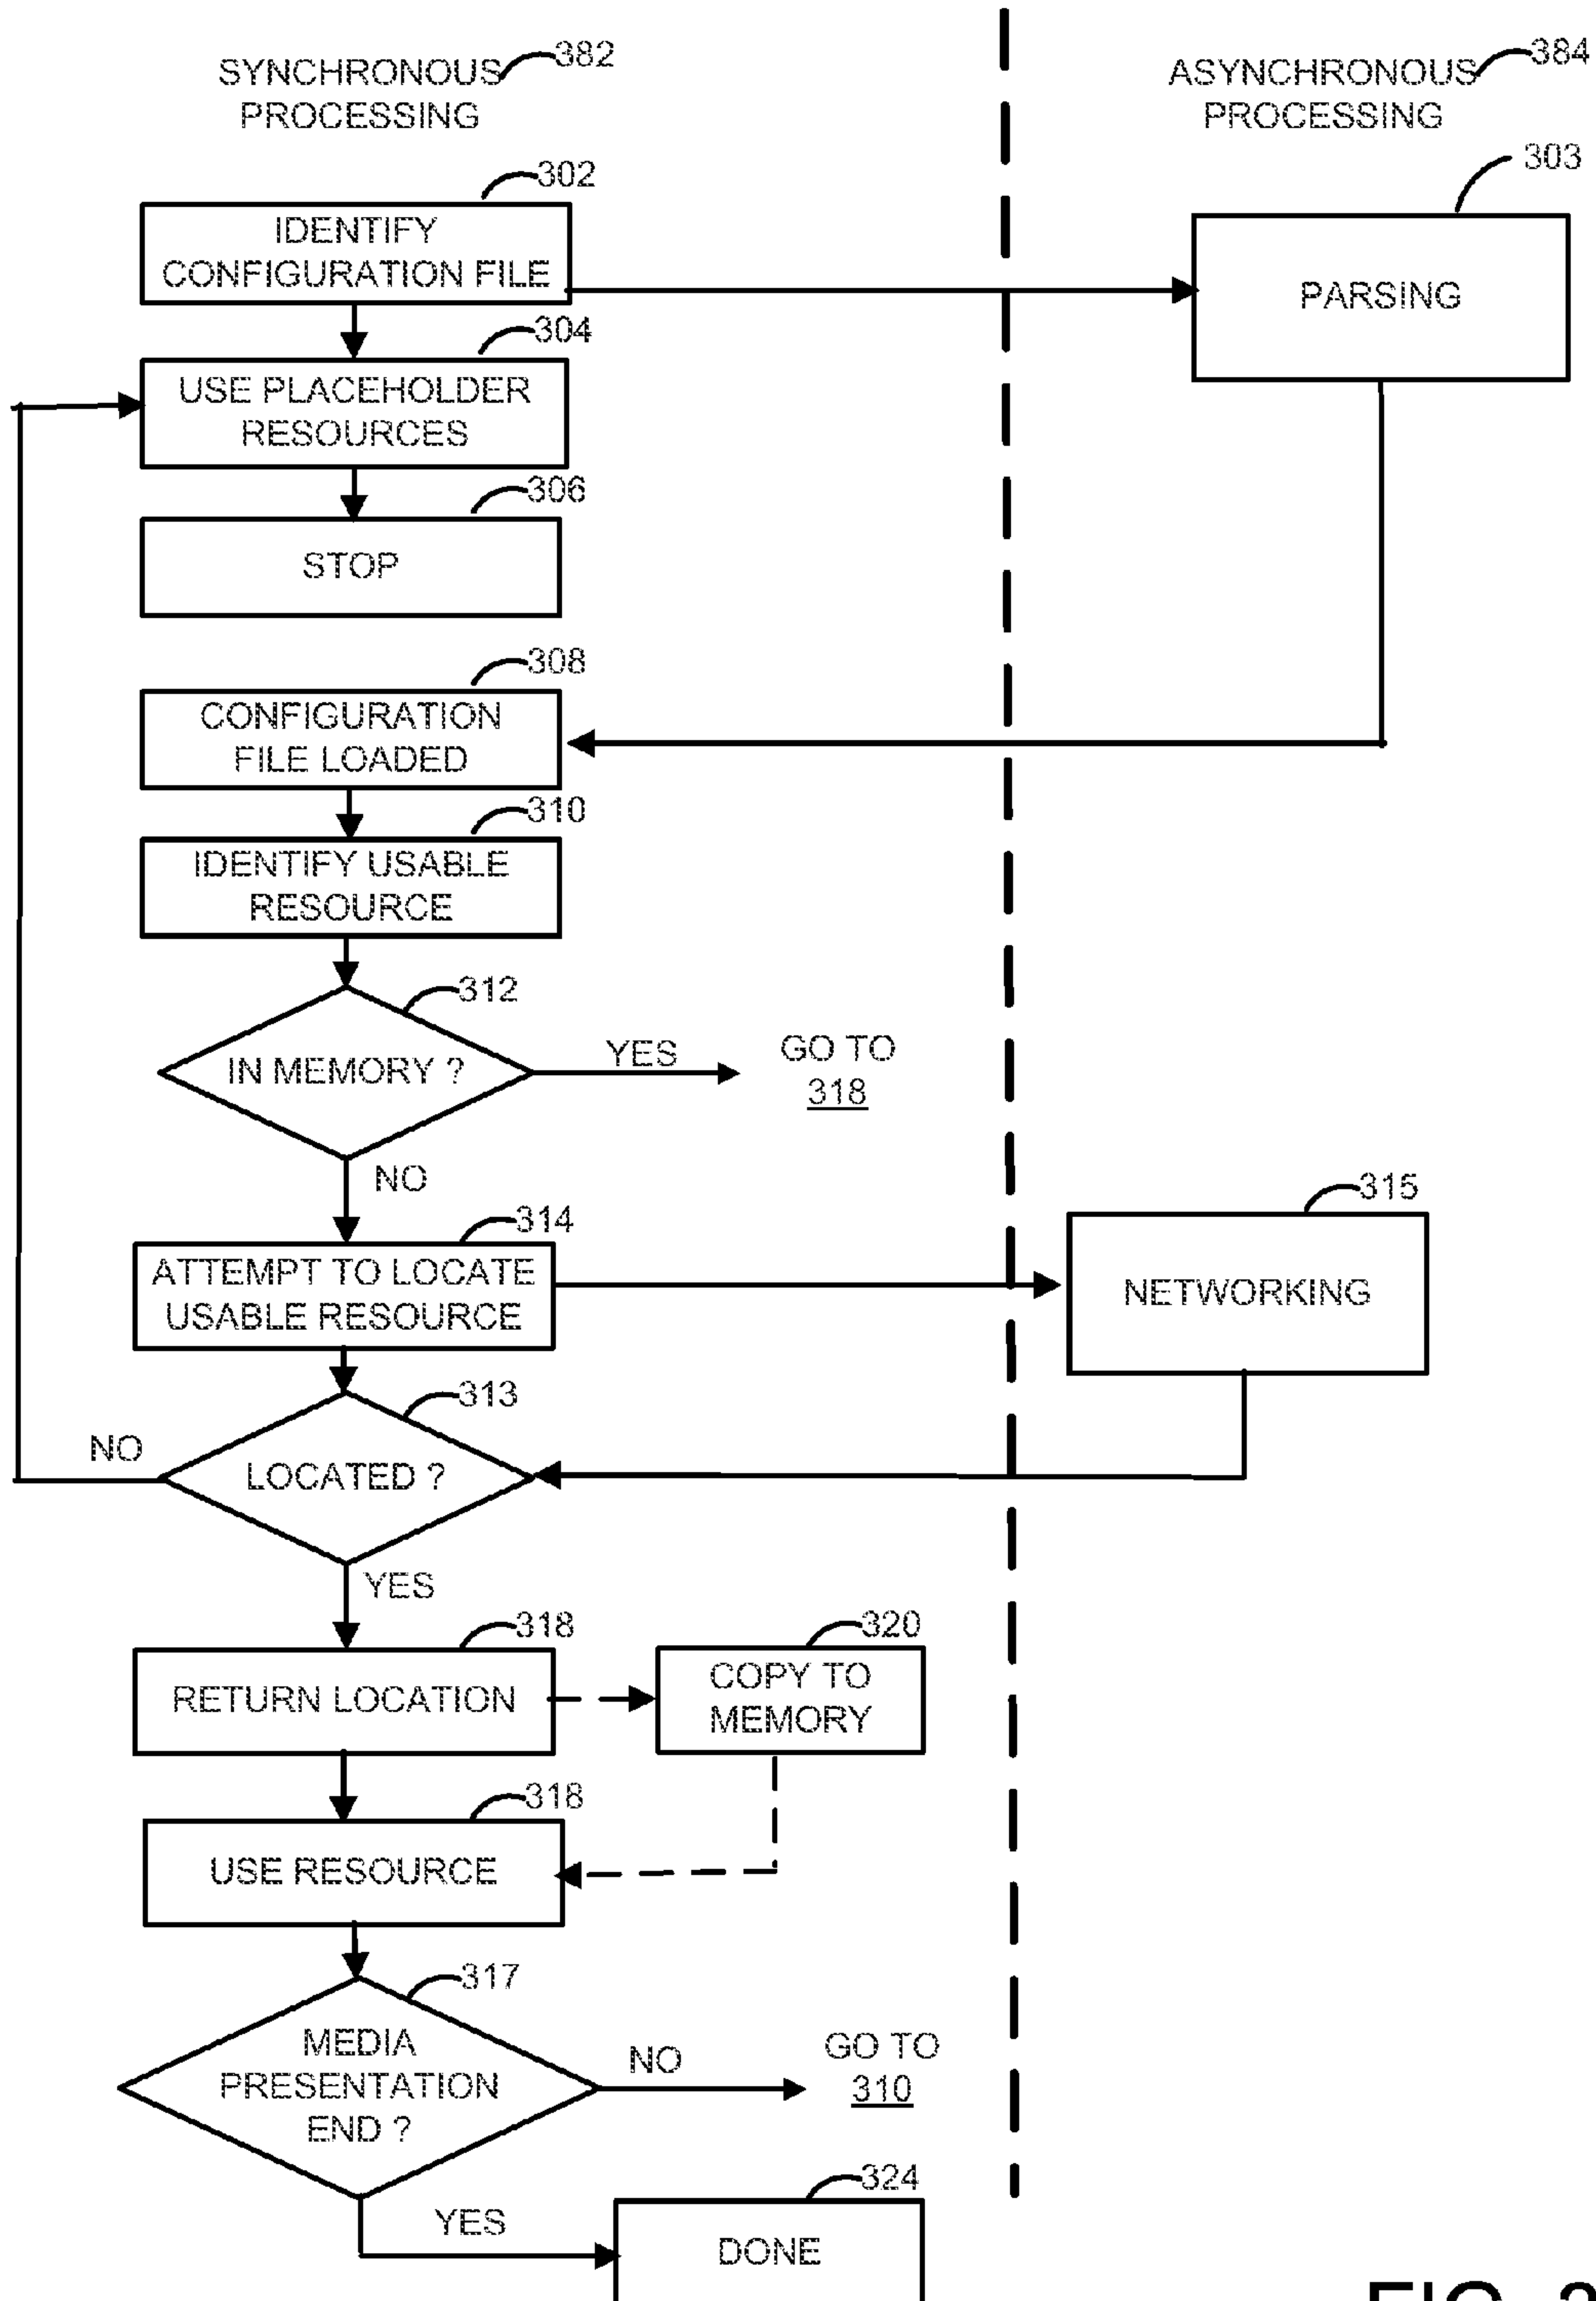 SYNCHRONOUS
PROCESSING
382
ASYNCHRONOUS
PROCESSING
384
302
IDENTIFY
CONFIGURATION FILE
303
PARSING
304
USE PLACEHOLDER
RESOURCES
306
STOP
308
CONFIGURATION
FILE LOADED
310
IDENTIFY USABLE
RESOURCE
312
IN MEMORY ?
YES
GO TO
318
NO
314
ATTEMPT TO LOCATE
USABLE RESOURCE
315
NETWORKING
313
LOCATED ?
NO
YES
318
RETURN LOCATION
320
COPY TO
MEMORY
318
USE RESOURCE
317
MEDIA
PRESENTATION
END ?
NO
GO TO
310
YES
324
DONE
FIG. 3